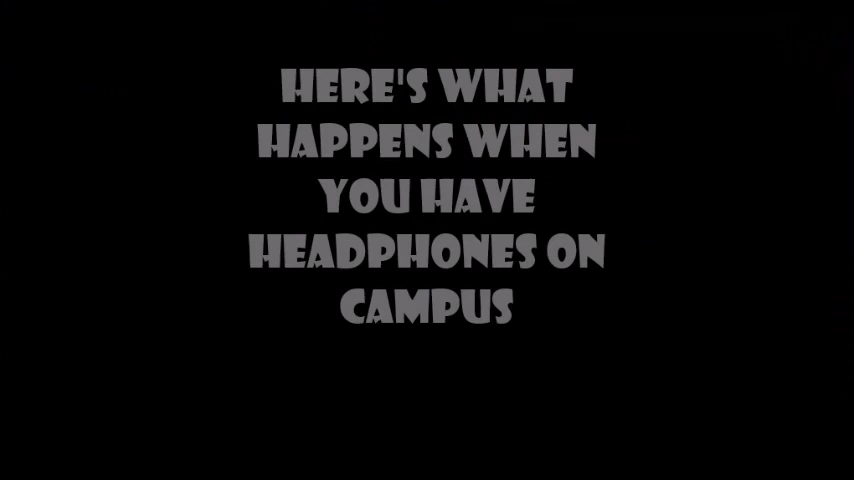 HERE'S WHAT
HAPPENS WHEN
YOU HAVE
HEADPHONES ON
CAMPUS